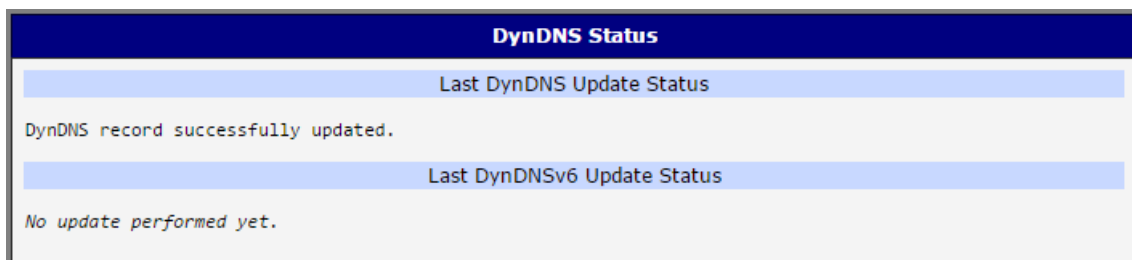 DynDNS Status
Last DynDNS Update Status
DynDNS record successfully updated.
Last DynDNSv6 Update Status
No update performed yet.